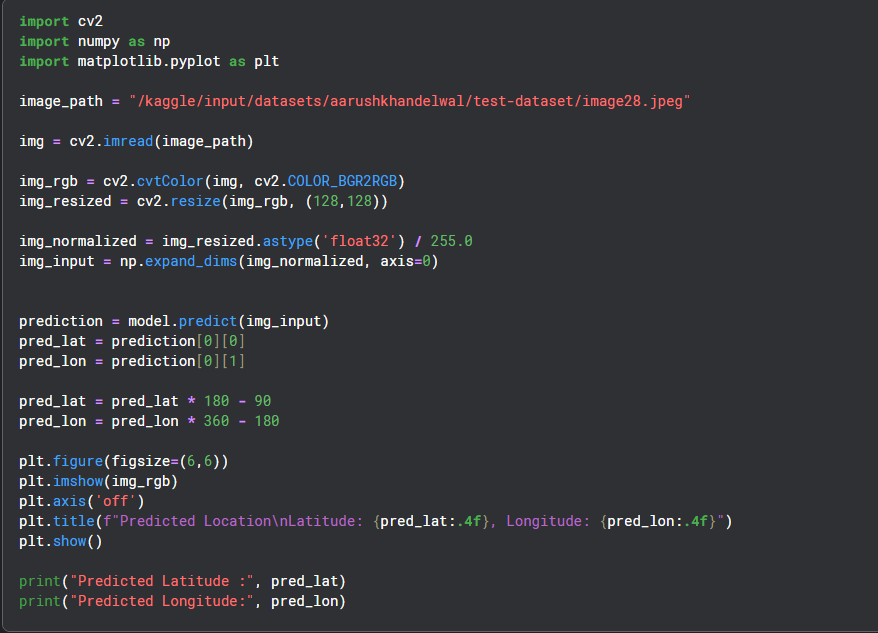 import cv2
import numpy as np
import matplotlib.pyplot as plt
image_path = "/kaggle/input/datasets/aarushkhandelwal/test-dataset/image28.jpeg"
img = cv2.imread(image_path)
img_rgb = cv2.cvtColor(img, cv2.COLOR_BGR2RGB)
img_resized = cv2.resize(img_rgb, (128,128))
img_normalized = img_resized.astype('float32') / 255.0
img_input = np.expand_dims(img_normalized, axis=0)
prediction = model.predict(img_input)
pred_lat = prediction[0][0]
pred_lon = prediction[0][1]
pred_lat = pred_lat * 180 - 90
pred_lon = pred_lon * 360 - 180
plt.figure(figsize=(6,6))
plt.imshow(img_rgb)
plt.axis('off')
plt.title(f"Predicted Location\nLatitude: {pred_lat:.4f}, Longitude: {pred_lon:.4f}")
plt.show()
print("Predicted Latitude :", pred_lat)
print("Predicted Longitude:", pred_lon)